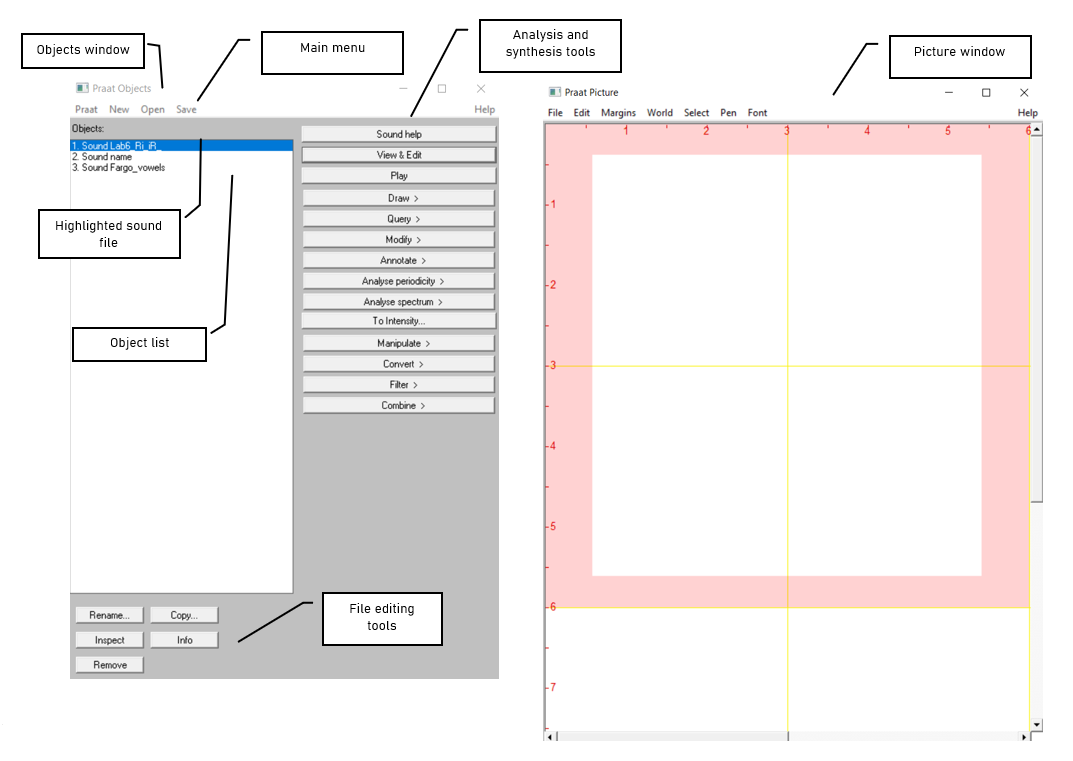 Objects window
Main menu
Analysis and
synthesis tools
Picture window
Praat Objects
Praat New Open Save Help
Objects:
1. Sound Lab6_Ri_iR_
2. Sound name
3. Sound Fargo_vowels
Highlighted sound
file
Object list
Sound help
View & Edit
Play
Draw >
Query >
Modify >
Annotate >
Analyse periodicity >
Analyse spectrum >
To Intensity...
Manipulate >
Convert >
Filter >
Combine >
File editing
tools
Rename... Copy...
Inspect Info
Remove
Praat Picture
File Edit Margins World Select Pen Font Help
1 2 3 4 5 6
1
2
3
4
5
6
7